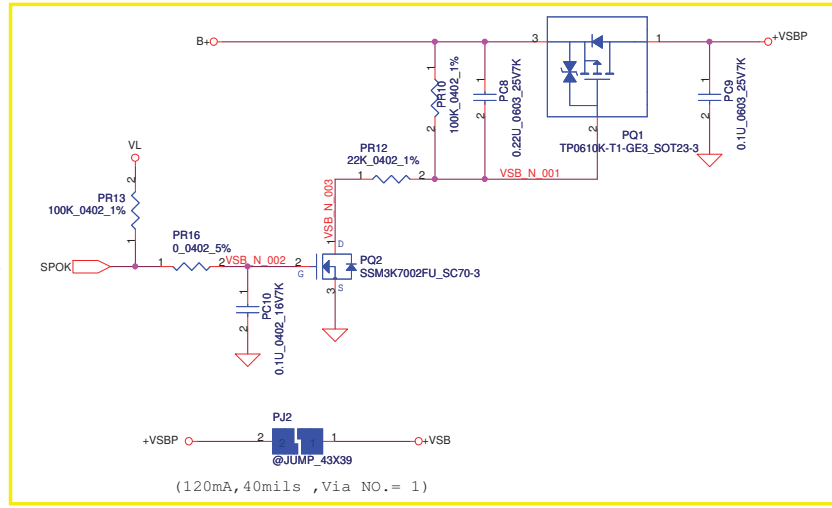 B+
3
1
+VSBP
1
PR10
100K_0402_1%
2
1
PC8
0.22U_0603_25V7K
2
2
PQ1
TP0610K-T1-GE3_SOT23-3
1
PC9
0.1U_0603_25V7K
2
VL
2
PR13
100K_0402_1%
1
PR12
22K_0402_1%
1
2
VSB_N_001
VSB_N_003
SPOK
PR16
0_0402_5%
1
2
VSB_N_002
2
G
1
D
PQ2
SSM3K7002FU_SC70-3
3
S
1
PC10
0.1U_0402_16V7K
2
PJ2
+VSBP
2
2
1
1
+VSB
@JUMP_43X39
(120mA,40mils ,Via NO.= 1)